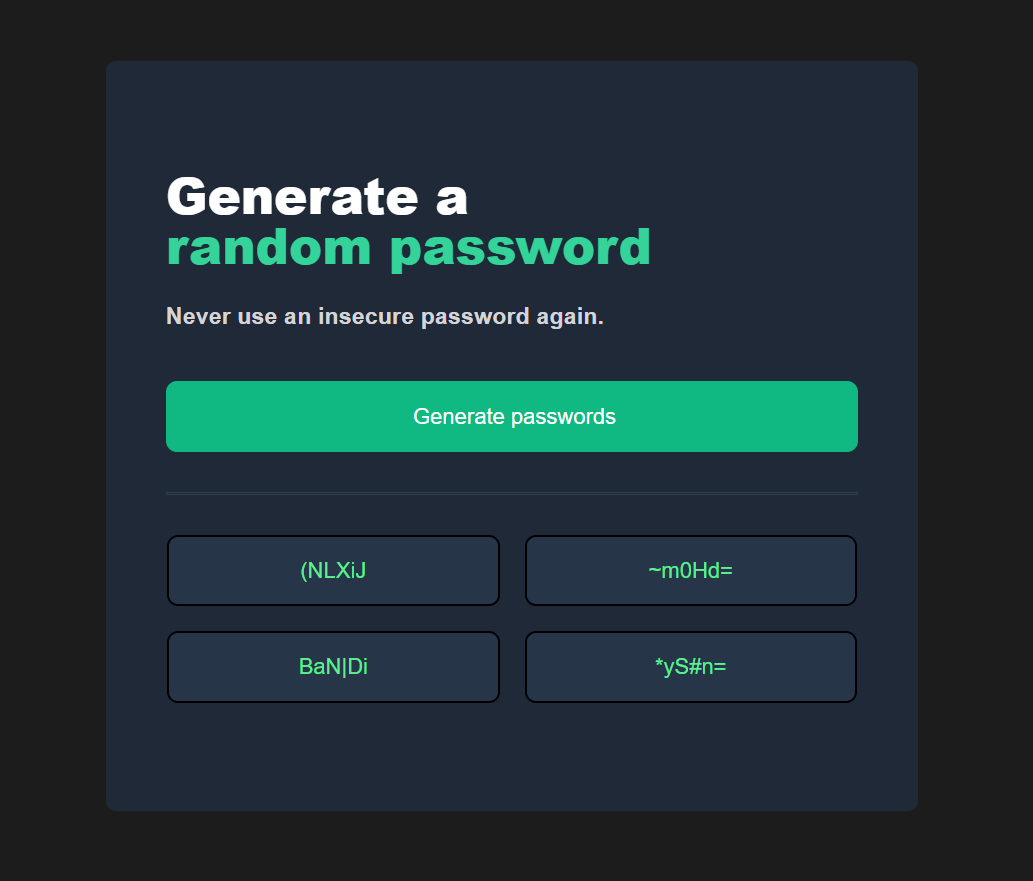 Generate a
random password
Never use an insecure password again.
Generate passwords
(NLXiJ
~m0Hd=
BaN|Di
*yS#n=